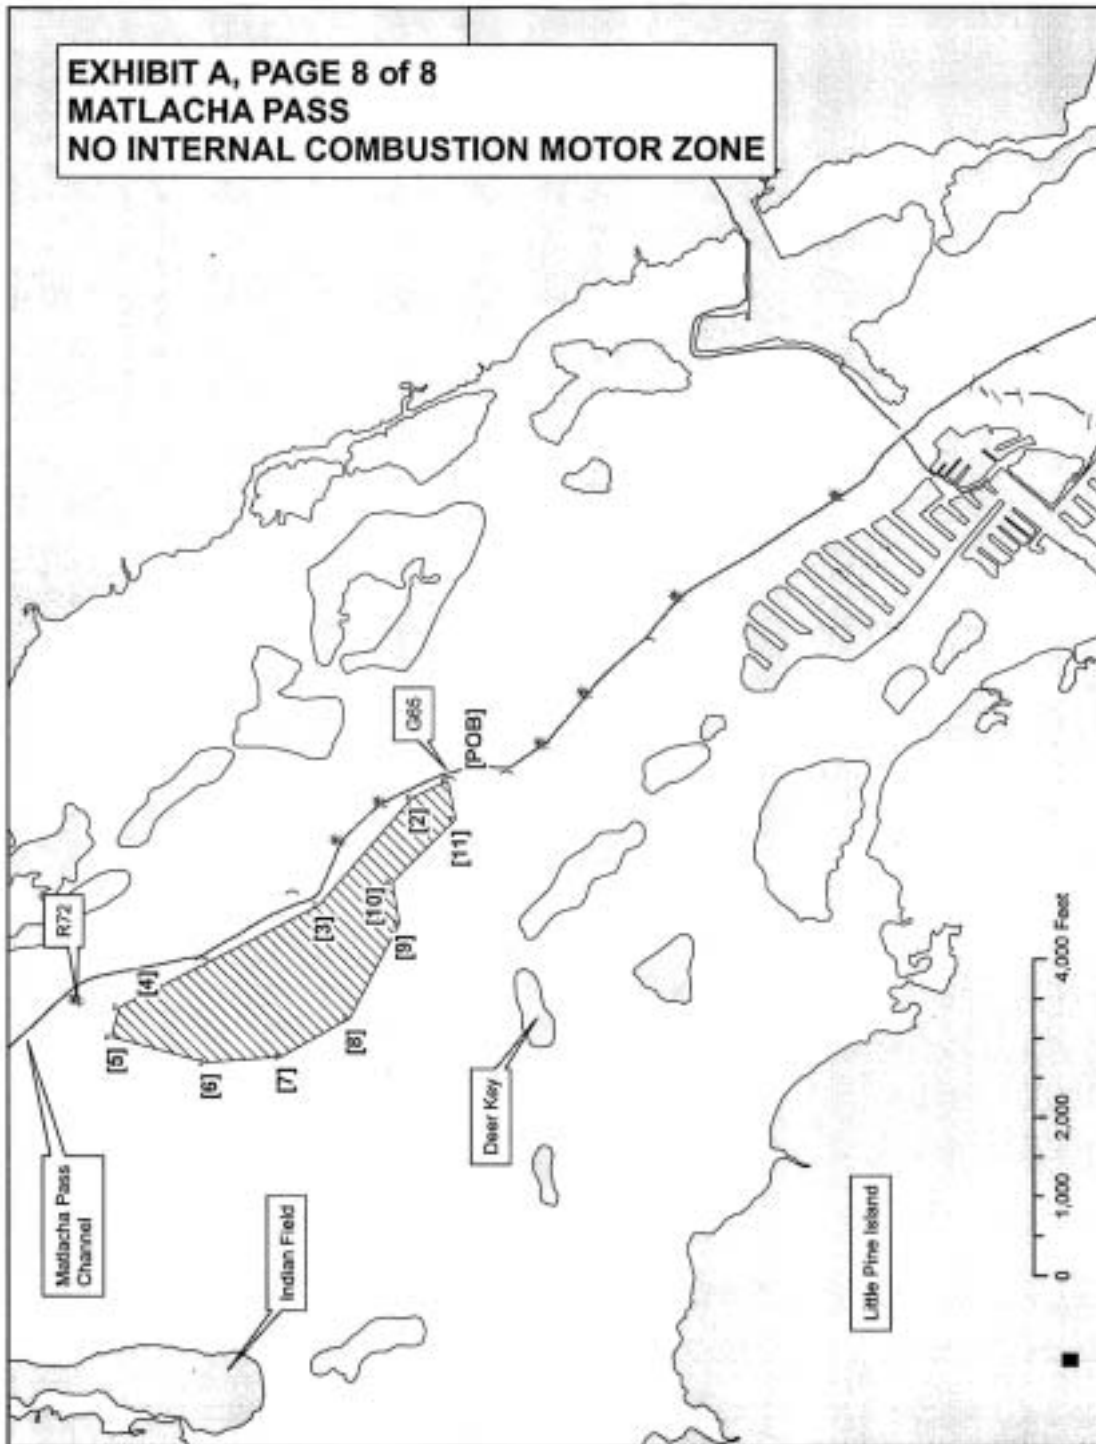 EXHIBIT A, PAGE 8 of 8
MATLACHA PASS
NO INTERNAL COMBUSTION MOTOR ZONE
R72
G65
[POB]
[2]
[3]
[4]
[5]
[6]
[7]
[8]
[9]
[10]
[11]
Matlacha Pass
Channel
Indian Field
Deer Key
Little Pine Island
0
1,000
2,000
4,000 Feet